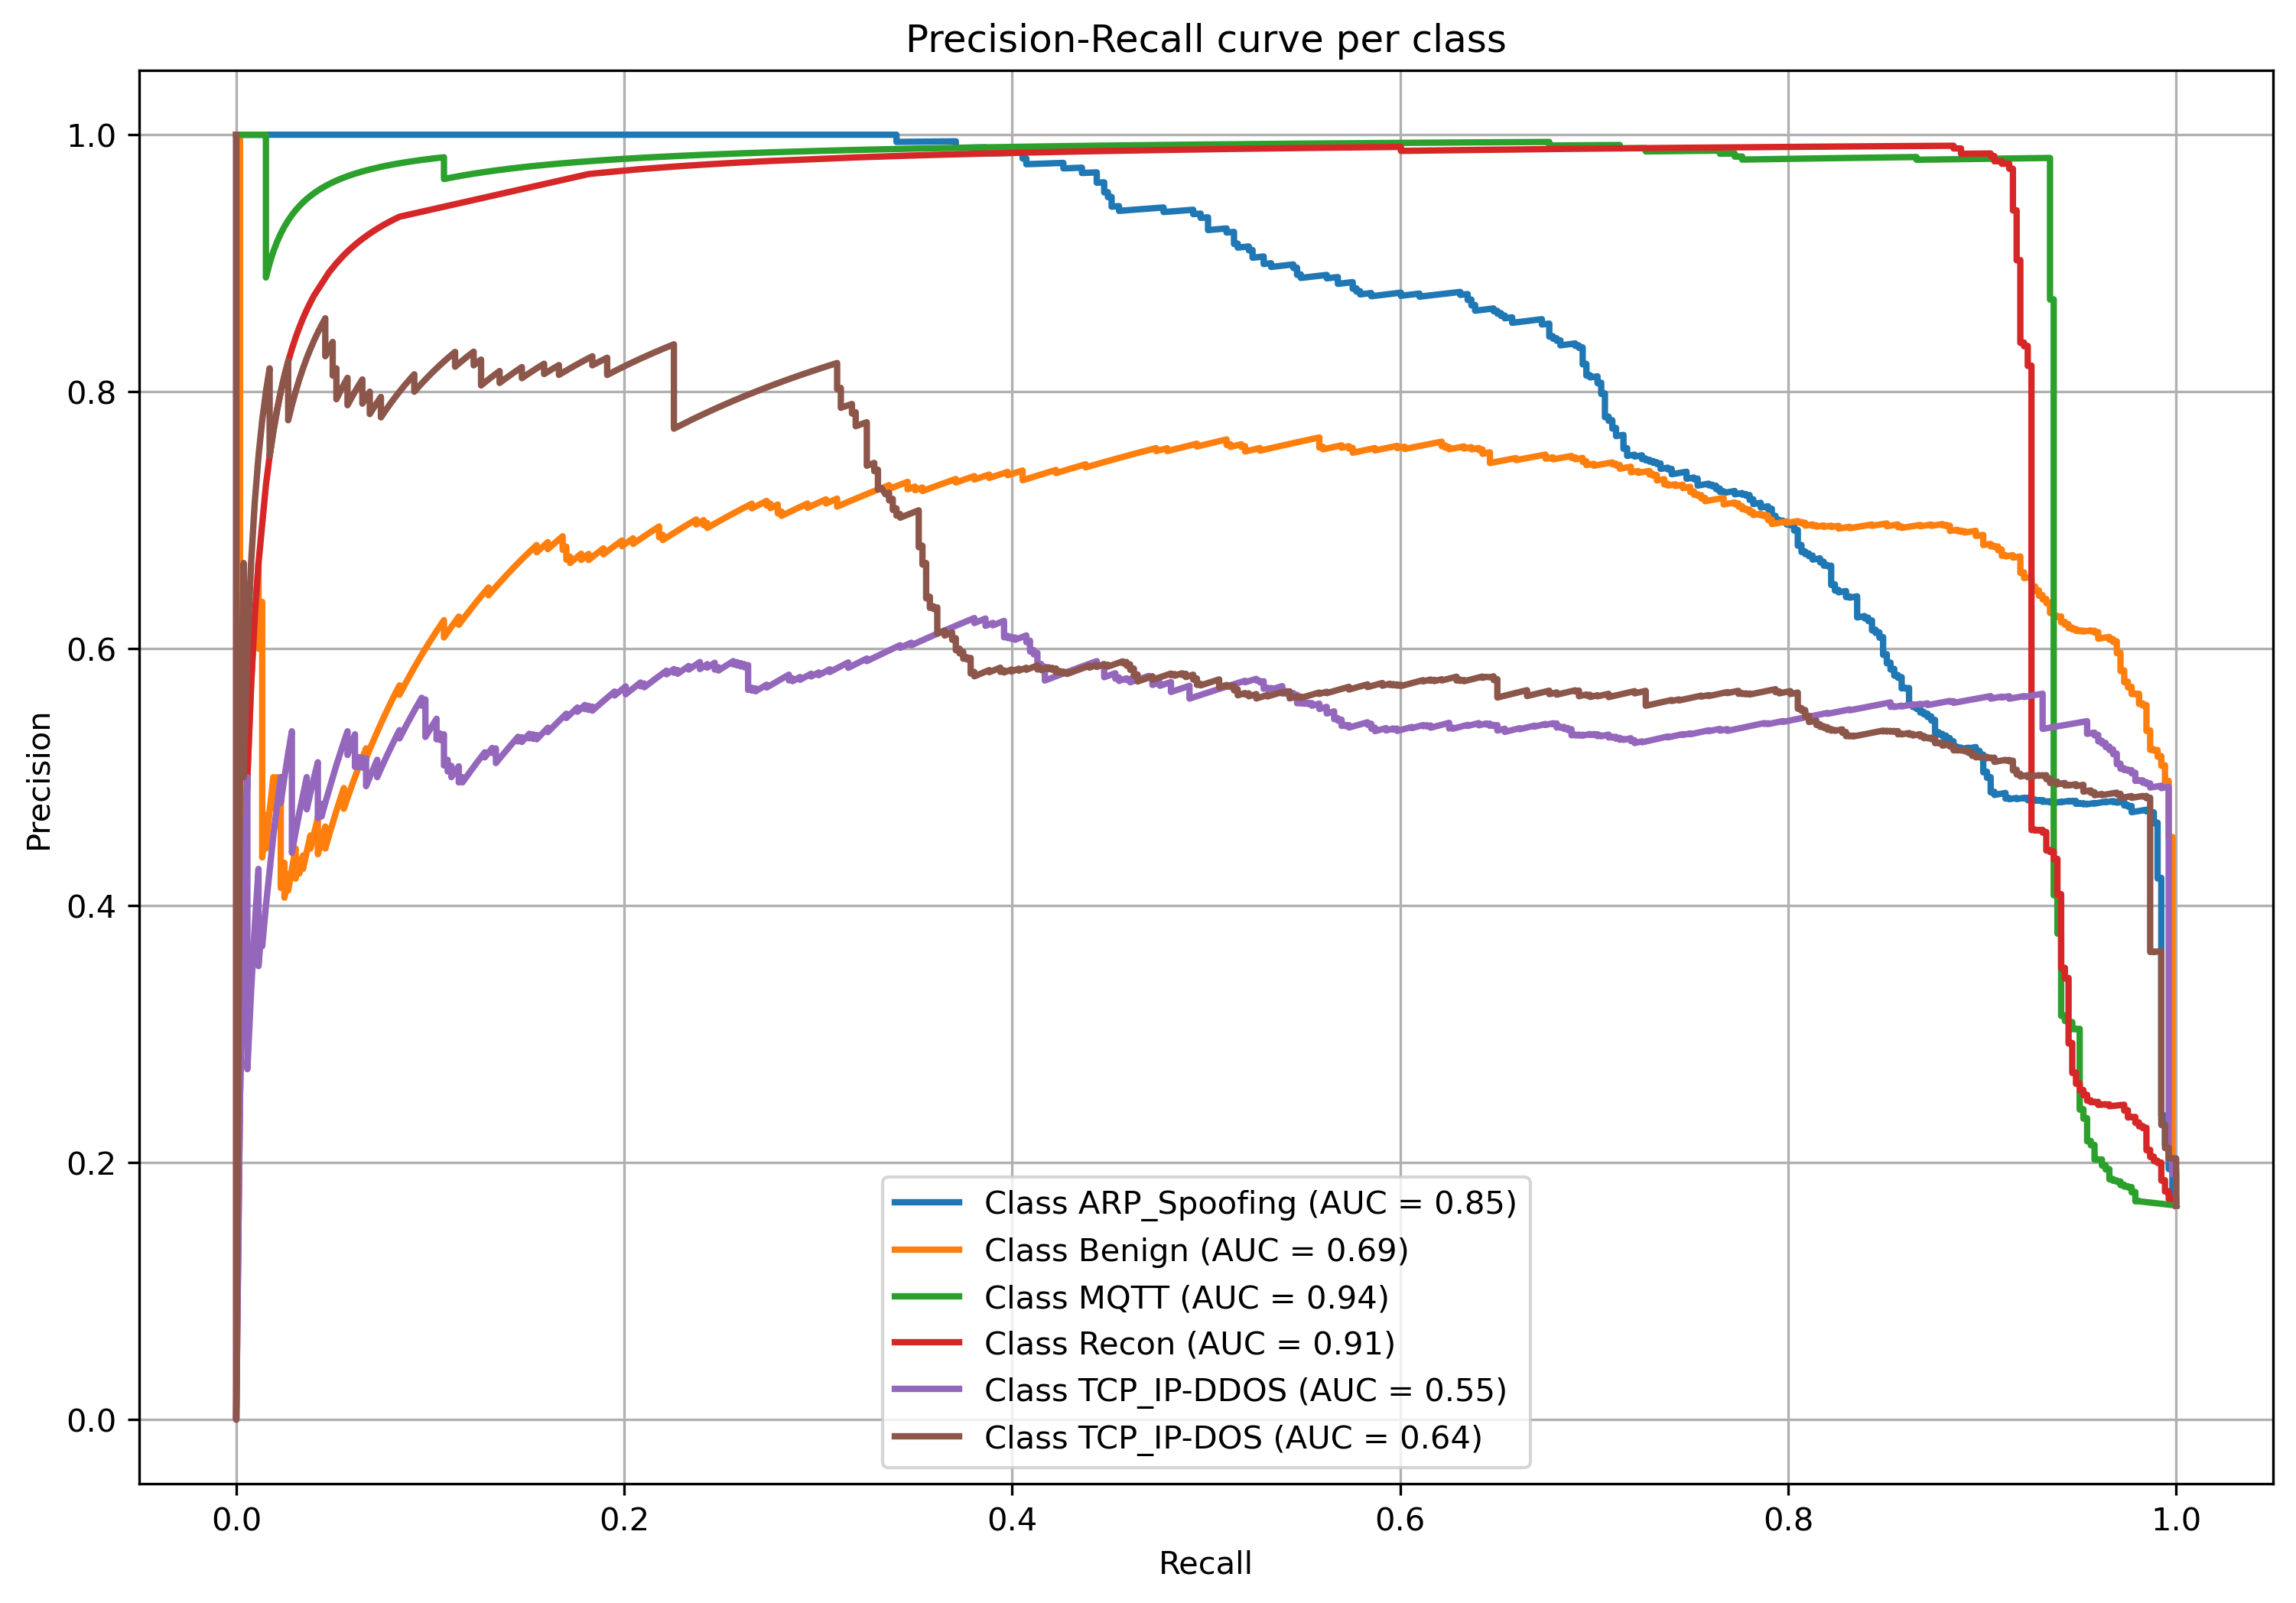 Precision-Recall curve per class
Precision
1.0
0.8
0.6
0.4
0.2
0.0
Class ARP_Spoofing (AUC = 0.85)
Class Benign (AUC = 0.69)
Class MQTT (AUC = 0.94)
Class Recon (AUC = 0.91)
Class TCP_IP-DDOS (AUC = 0.55)
Class TCP_IP-DOS (AUC = 0.64)
0.0 0.2 0.4 0.6 0.8 1.0
Recall